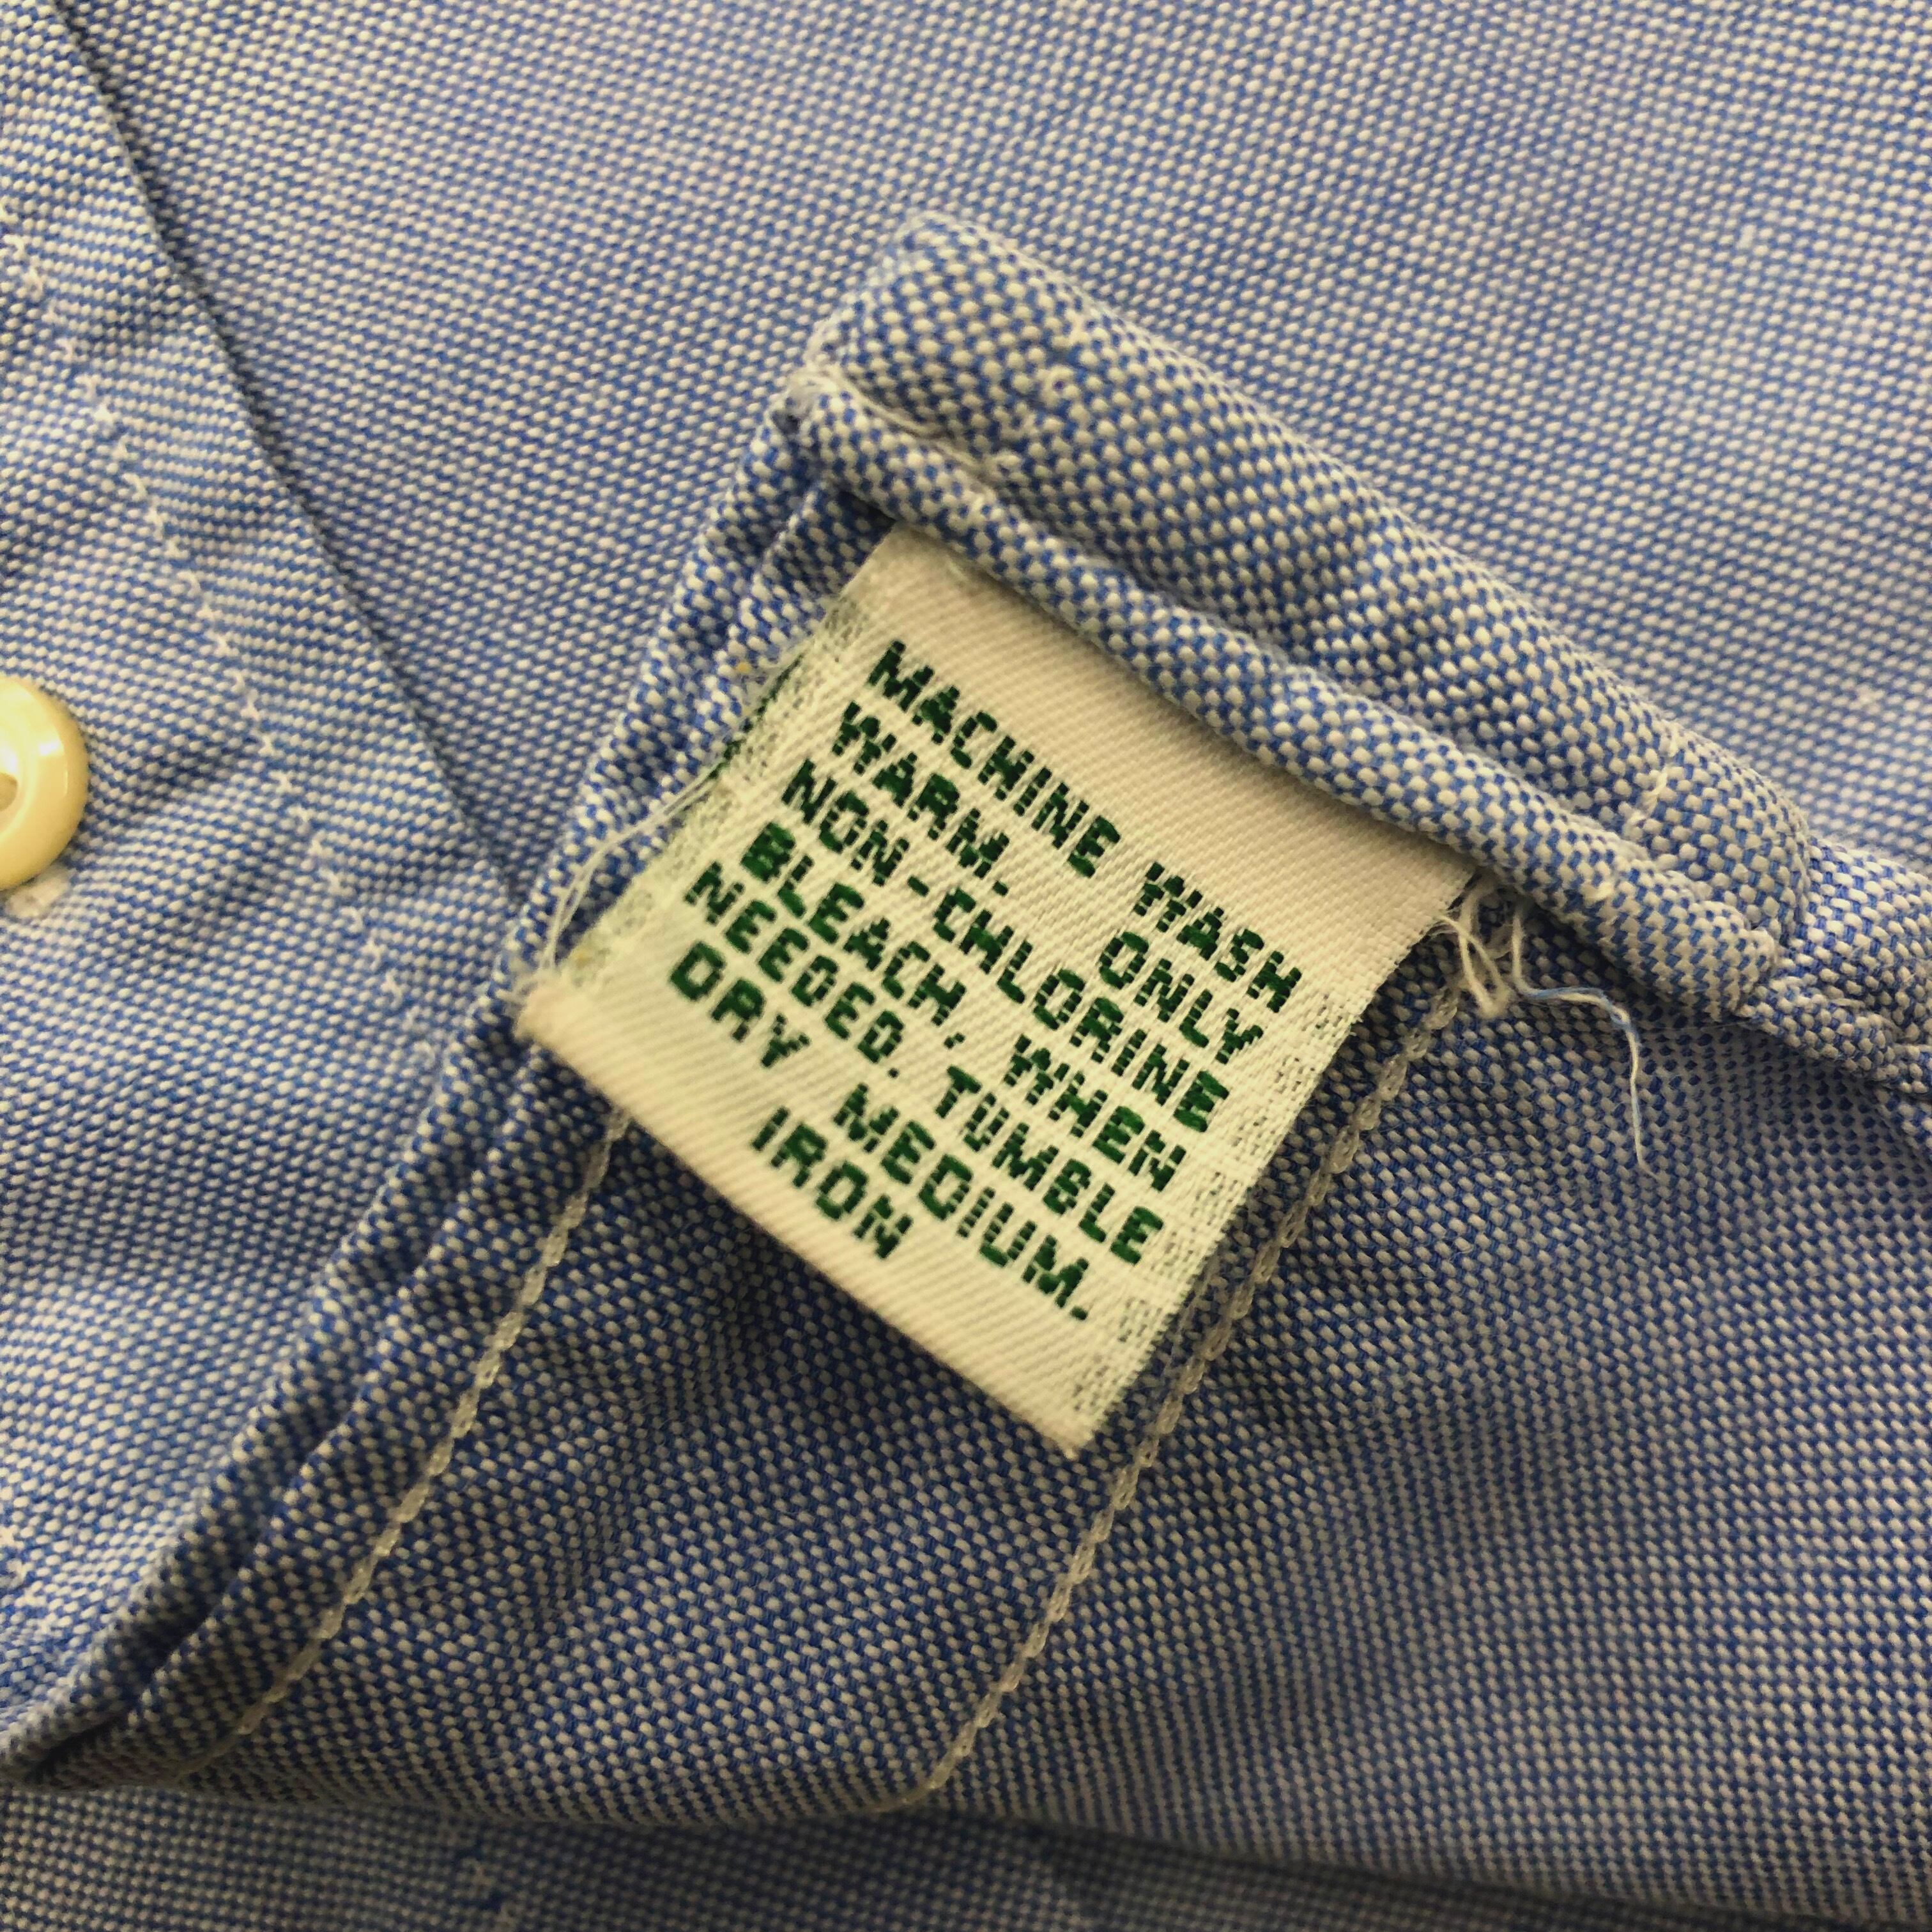 MACHINE WASH
WARM. ONLY
NON-CHLORINE
BLEACH, WHEN
NEEDED. TUMBLE
DRY MEDIUM.
IRON